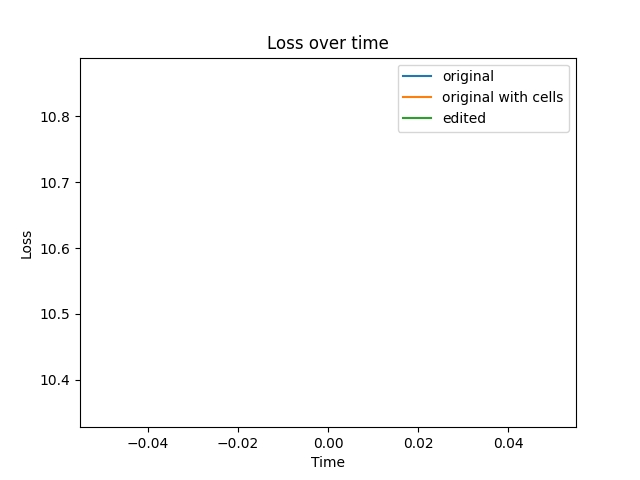 Loss over time
original
original with cells
edited
10.8
10.7
10.6
10.5
10.4
Loss
−0.04 −0.02 0.00 0.02 0.04
Time